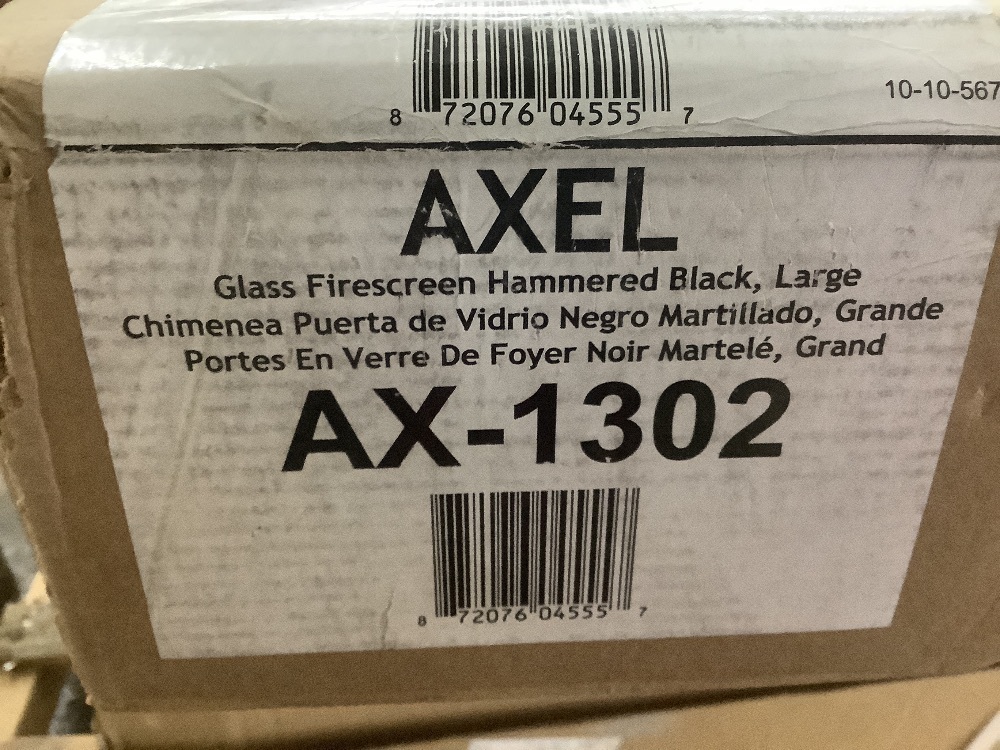 8 72076 04555 7
10-10-567
AXEL
Glass Firescreen Hammered Black, Large
Chimenea Puerta de Vidrio Negro Martillado, Grande
Portes En Verre De Foyer Noir Martelé, Grand
AX-1302
8 72076 04555 7